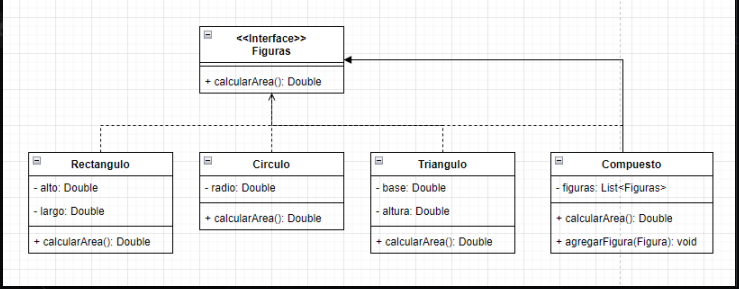 <<Interface>>
Figuras
+ calcularArea(): Double
Rectangulo
- alto: Double
- largo: Double
+ calcularArea(): Double
Circulo
- radio: Double
+ calcularArea(): Double
Triangulo
- base: Double
- altura: Double
+ calcularArea(): Double
Compuesto
- figuras: List<Figuras>
+ calcularArea(): Double
+ agregarFigura(Figura): void